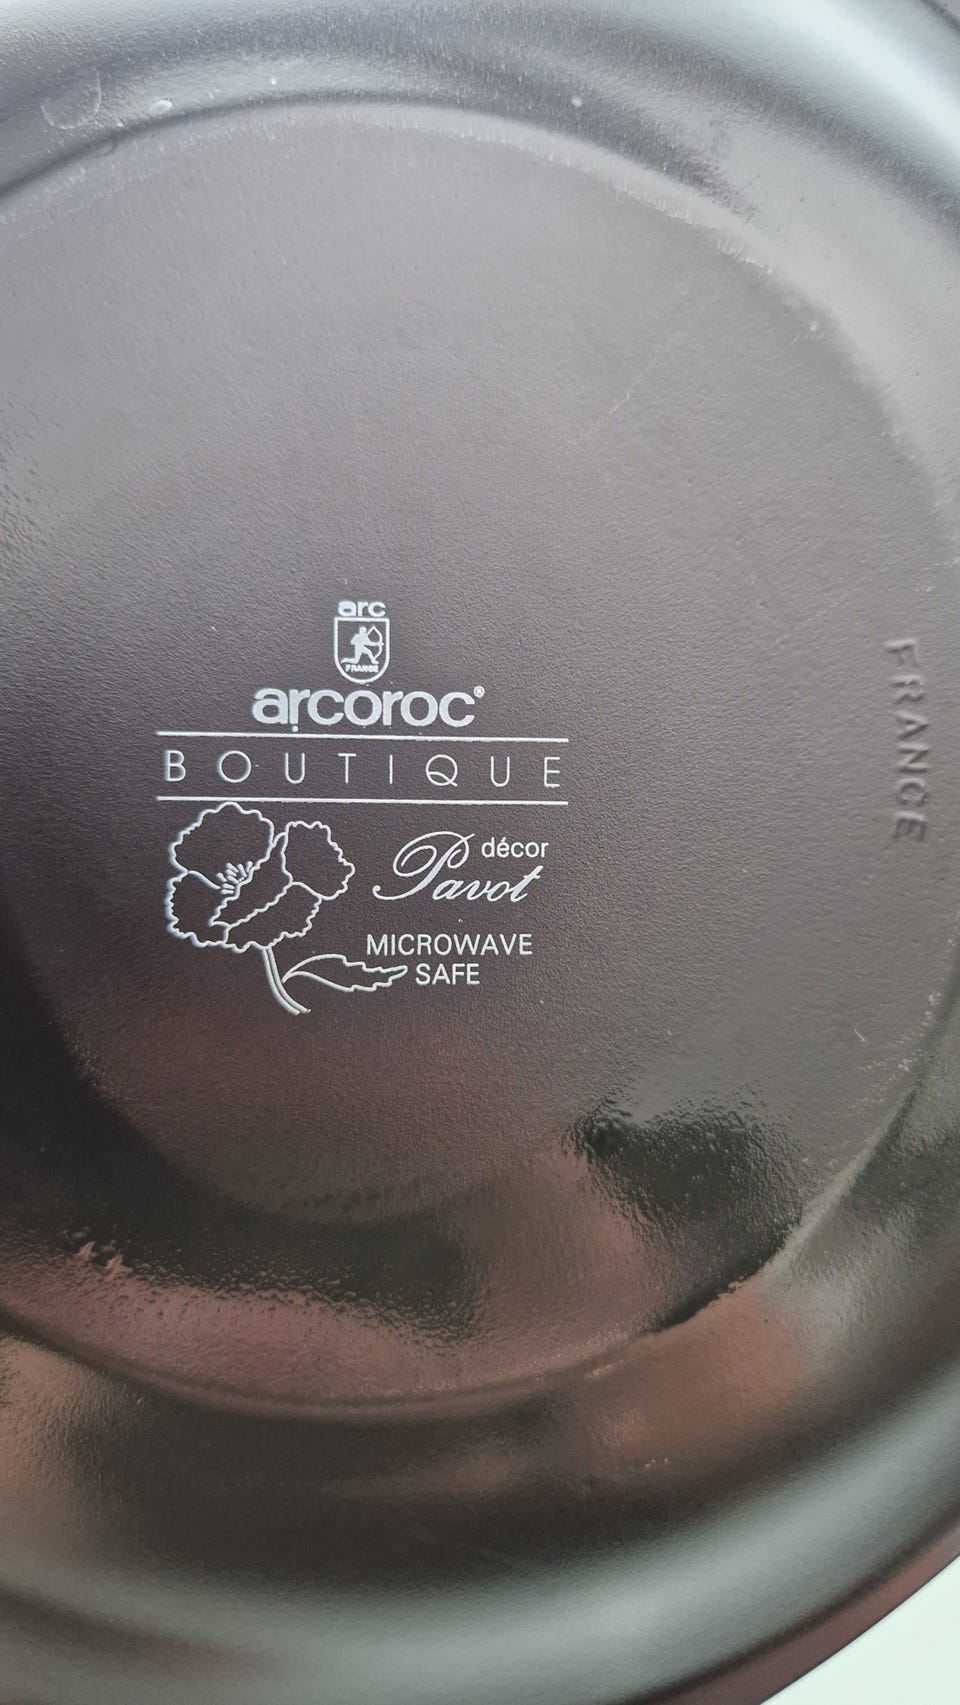 arc
FRANCE
arcoroc®
BOUTIQUE
décor
Pavot
MICROWAVE
SAFE
FRANCE